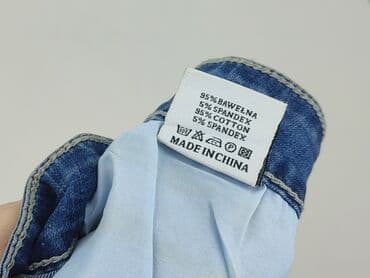 95% BAWEŁNA
5% SPANDEX
95% COTTON
5% SPANDEX
MADE IN CHINA